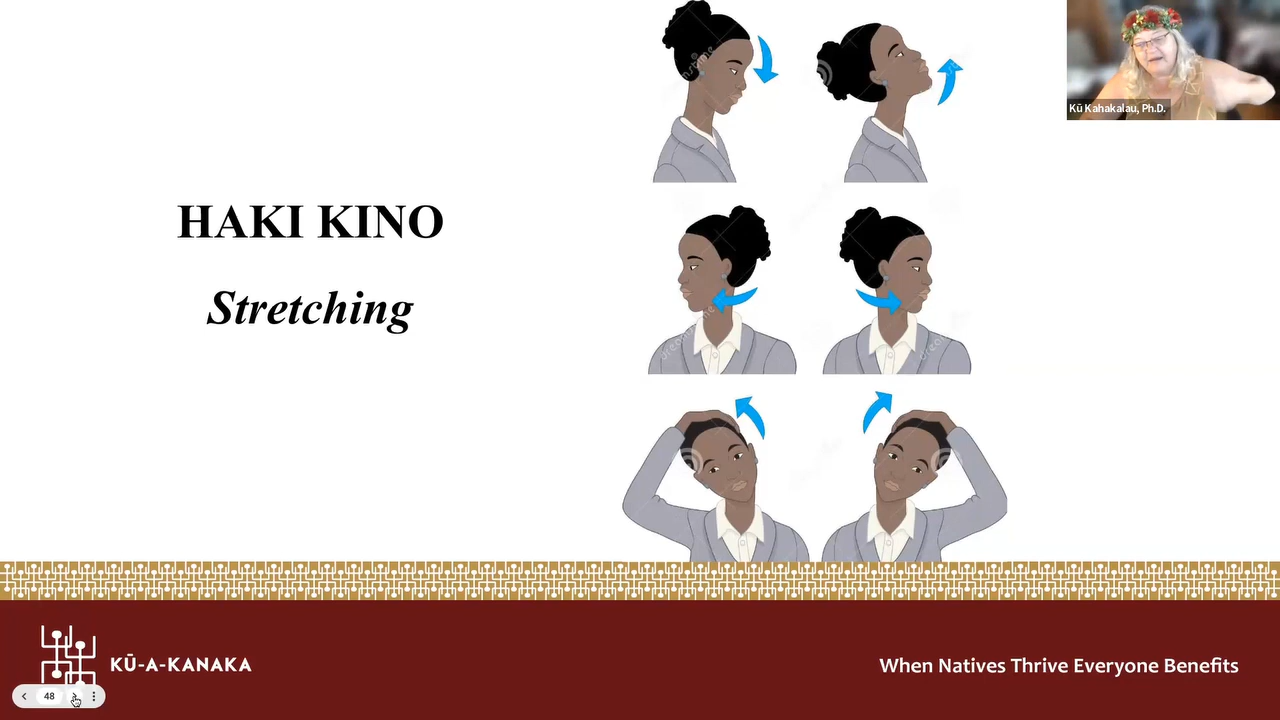 HAKI KINO
Stretching
Kū Kahakalau, Ph.D.
KŪ-A-KANAKA
When Natives Thrive Everyone Benefits
48